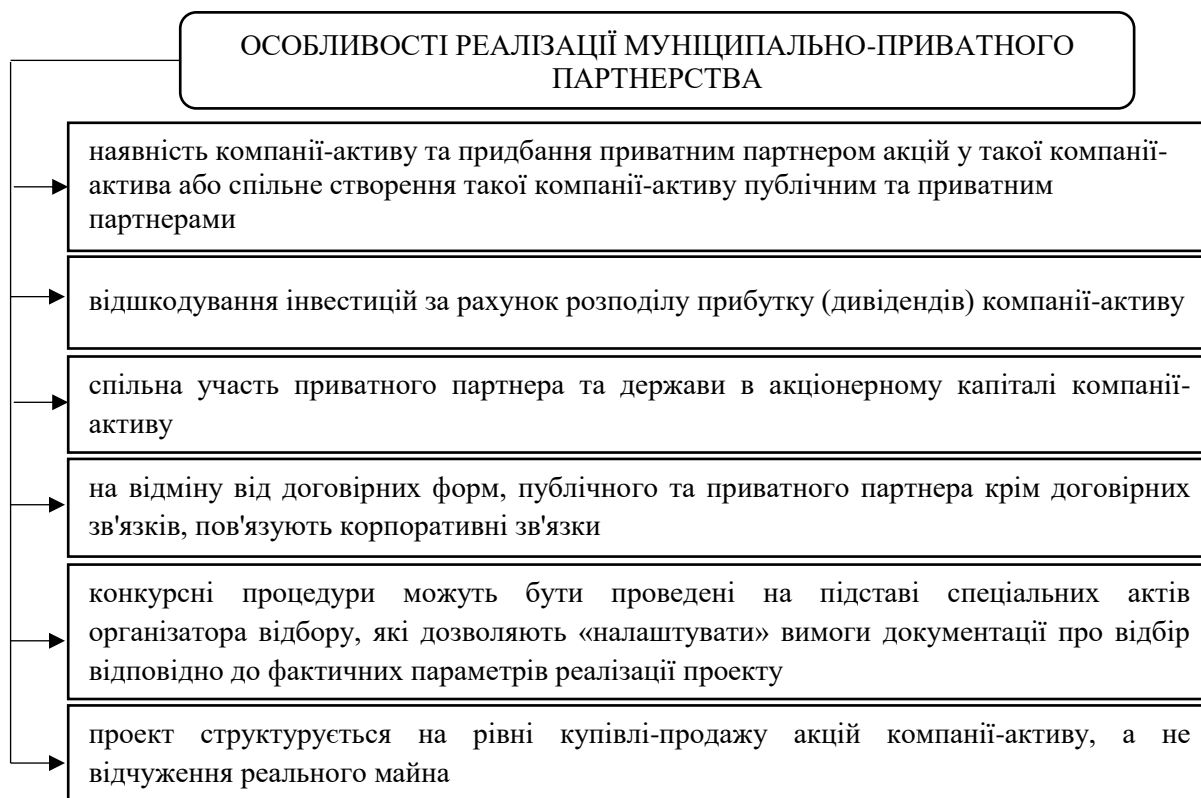 ОСОБЛИВОСТІ РЕАЛІЗАЦІЇ МУНІЦИПАЛЬНО-ПРИВАТНОГО
ПАРТНЕРСТВА
наявність компанії-активу та придбання приватним партнером акцій у такої компанії-
актива або спільне створення такої компанії-активу публічним та приватним
партнерами
відшкодування інвестицій за рахунок розподілу прибутку (дивідендів) компанії-активу
спільна участь приватного партнера та держави в акціонерному капіталі компанії-
активу
на відміну від договірних форм, публічного та приватного партнера крім договірних
зв'язків, пов'язують корпоративні зв'язки
конкурсні процедури можуть бути проведені на підставі спеціальних актів
організатора відбору, які дозволяють «налаштувати» вимоги документації про відбір
відповідно до фактичних параметрів реалізації проекту
проект структурується на рівні купівлі-продажу акцій компанії-активу, а не
відчуження реального майна